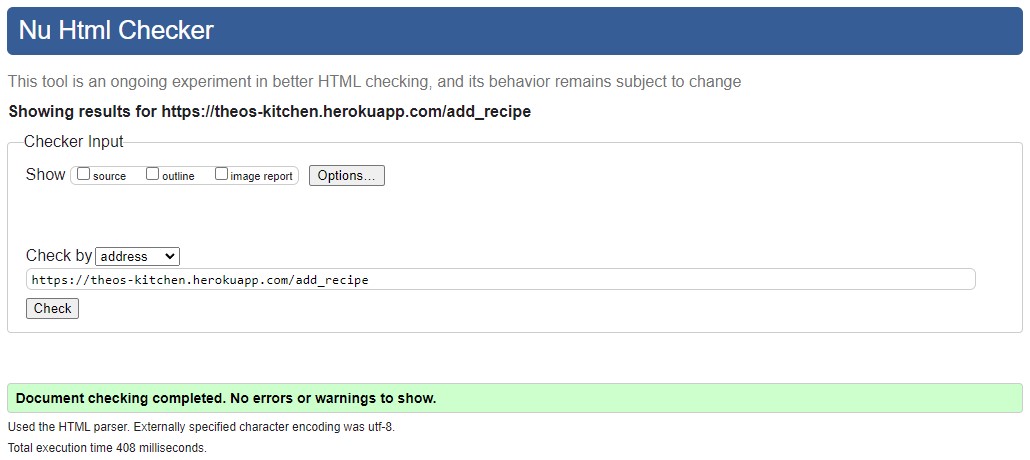 Nu Html Checker
This tool is an ongoing experiment in better HTML checking, and its behavior remains subject to change
Showing results for https://theos-kitchen.herokuapp.com/add_recipe
Checker Input
Show source outline image report Options...
Check by address
https://theos-kitchen.herokuapp.com/add_recipe
Check
Document checking completed. No errors or warnings to show.
Used the HTML parser. Externally specified character encoding was utf-8.
Total execution time 408 milliseconds.